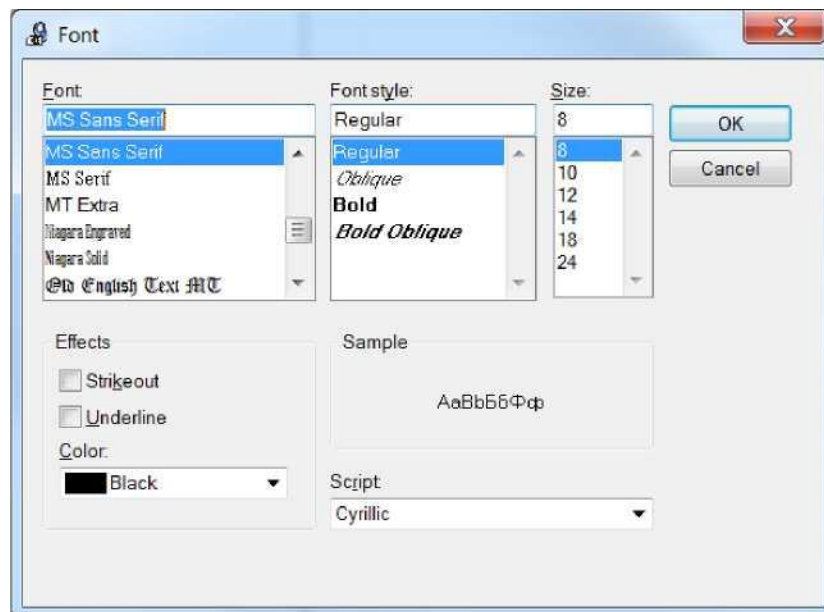 Font
Font:
MS Sans Serif
MS Sans Serif
MS Serif
MT Extra
Niagara Engraved
Niagara Solid
Old English Text MT
Font style:
Regular
Regular
Oblique
Bold
Bold Oblique
Size:
8
8
10
12
14
18
24
OK
Cancel
Effects
Strikeout
Underline
Color:
Black
Sample
AaBbБбФф
Script
Cyrillic